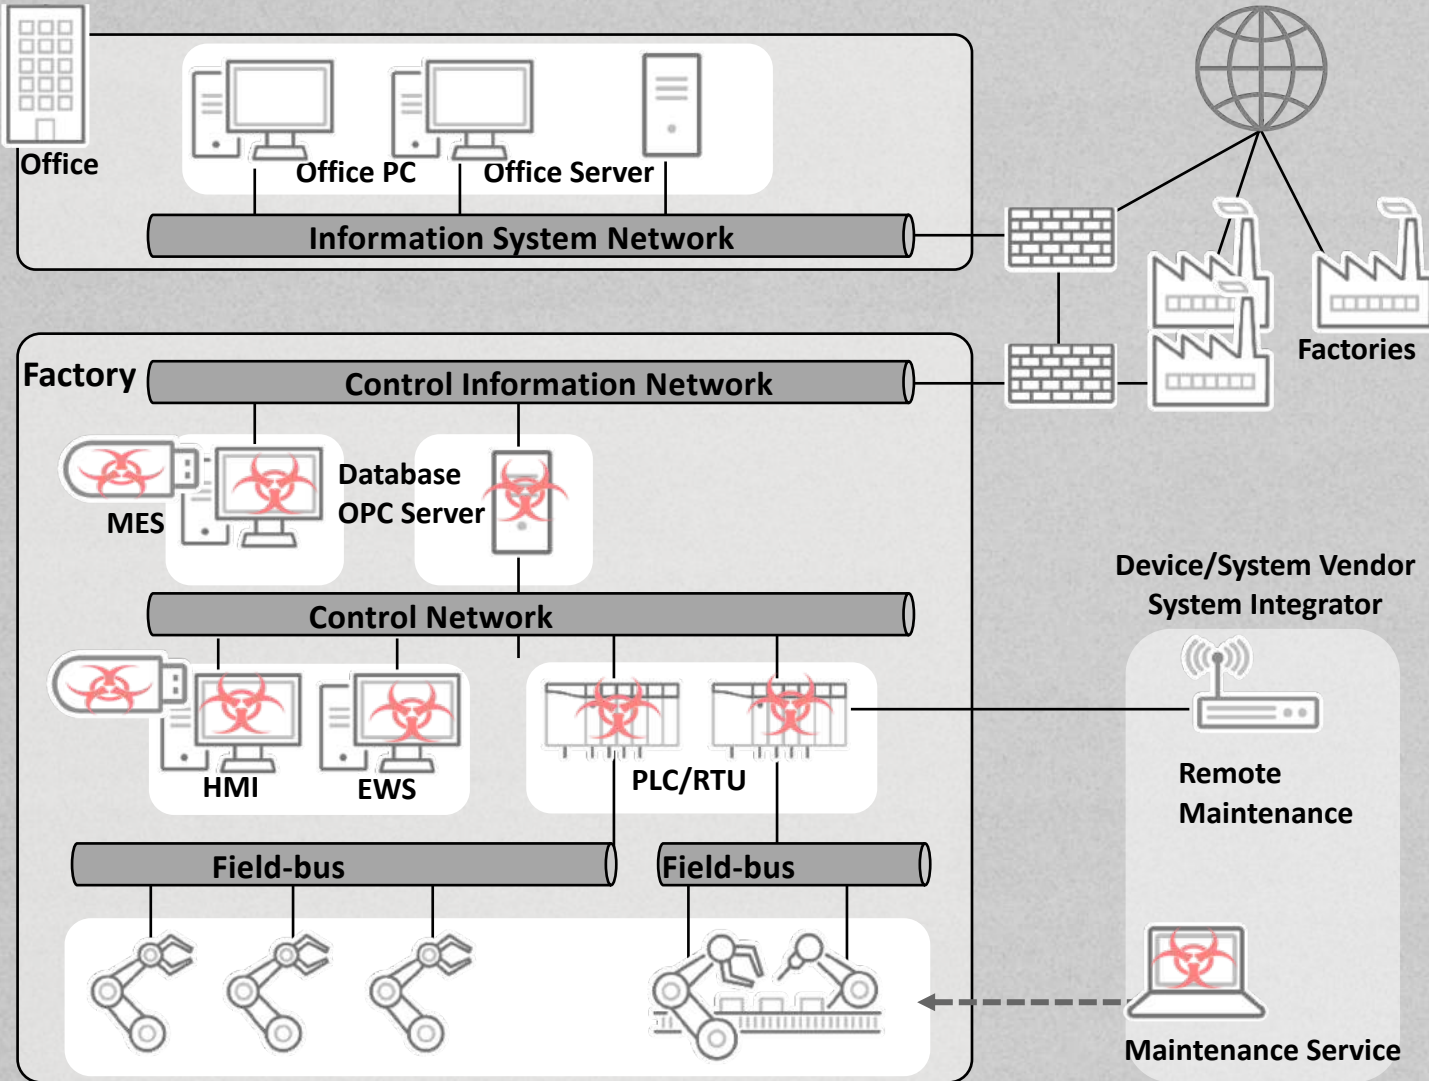 Office
Office PC
Office Server
Information System Network
Factories
Factory
Control Information Network
Database
OPC Server
MES
Device/System Vendor
System Integrator
Control Network
HMI
EWS
PLC/RTU
Remote
Maintenance
Field-bus
Field-bus
Maintenance Service